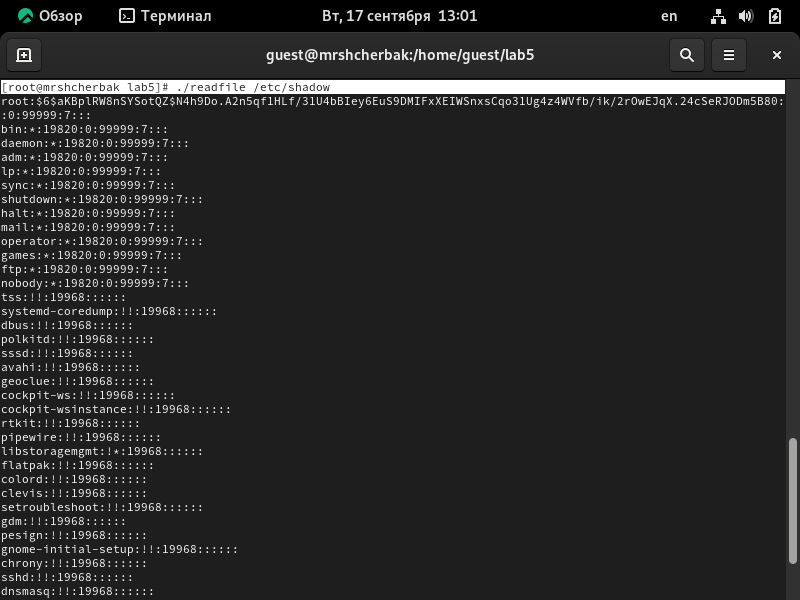 Обзор
Терминал
Вт, 17 сентября 13:01
en
guest@mrshcherbak:/home/guest/lab5
[root@mrshcherbak lab5]# ./readfile /etc/shadow
root:$6$aKBplRW8nSYSotQZ$N4h9Do.A2n5qf1HLf/31U4bBIey6EuS9DMIFxXEIWSnxsCqo31Ug4z4WVfb/ik/2rOwEJqX.24cSeRJODm5B80:
:0:99999:7:::
bin:*:19820:0:99999:7:::
daemon:*:19820:0:99999:7:::
adm:*:19820:0:99999:7:::
lp:*:19820:0:99999:7:::
sync:*:19820:0:99999:7:::
shutdown:*:19820:0:99999:7:::
halt:*:19820:0:99999:7:::
mail:*:19820:0:99999:7:::
operator:*:19820:0:99999:7:::
games:*:19820:0:99999:7:::
ftp:*:19820:0:99999:7:::
nobody:*:19820:0:99999:7:::
tss:!!:19968::::::
systemd-coredump:!!:19968::::::
dbus:!!:19968::::::
polkitd:!!:19968::::::
sssd:!!:19968::::::
avahi:!!:19968::::::
geoclue:!!:19968::::::
cockpit-ws:!!:19968::::::
cockpit-wsinstance:!!:19968::::::
rtkit:!!:19968::::::
pipewire:!!:19968::::::
libstoragemgmt:!*:19968::::::
flatpak:!!:19968::::::
colord:!!:19968::::::
clevis:!!:19968::::::
setroubleshoot:!!:19968::::::
gdm:!!:19968::::::
pesign:!!:19968::::::
gnome-initial-setup:!!:19968::::::
chrony:!!:19968::::::
sshd:!!:19968::::::
dnsmasq:!!:19968::::::